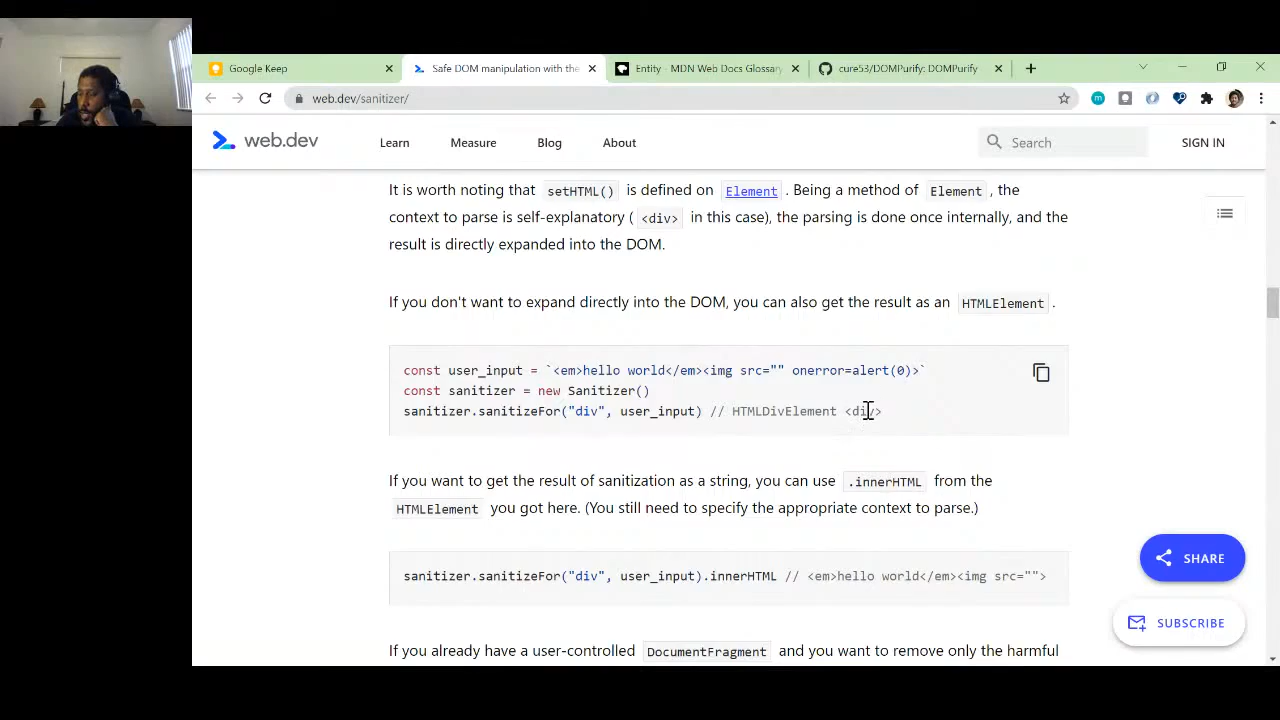 Google Keep
Safe DOM manipulation with the
Entity - MDN Web Docs Glossary
cure53/DOMPurify: DOMPurify
web.dev/sanitizer/
web.dev
Learn
Measure
Blog
About
Search
SIGN IN
It is worth noting that setHTML() is defined on Element . Being a method of Element , the
context to parse is self-explanatory ( <div> in this case), the parsing is done once internally, and the
result is directly expanded into the DOM.
If you don't want to expand directly into the DOM, you can also get the result as an HTMLElement .
const user_input = `<em>hello world</em><img src="" onerror=alert(0)>`
const sanitizer = new Sanitizer()
sanitizer.sanitizeFor("div", user_input) // HTMLDivElement <div>
If you want to get the result of sanitization as a string, you can use .innerHTML from the
HTMLElement you got here. (You still need to specify the appropriate context to parse.)
sanitizer.sanitizeFor("div", user_input).innerHTML // <em>hello world</em><img src="">
SHARE
SUBSCRIBE
If you already have a user-controlled DocumentFragment and you want to remove only the harmful